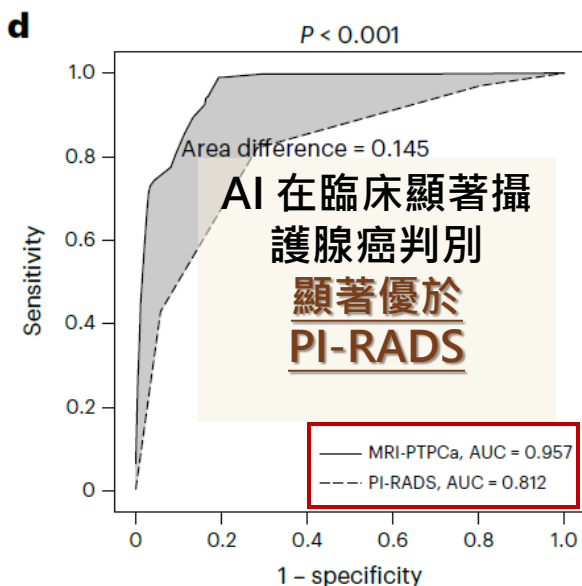 d
P < 0.001
1.0
0.8
0.6
0.4
0.2
0
Sensitivity
Area difference = 0.145
AI 在臨床顯著攝
護腺癌判別
顯著優於
PI-RADS
MRI-PTPCa, AUC = 0.957
PI-RADS, AUC = 0.812
0 0.2 0.4 0.6 0.8 1.0
1 – specificity